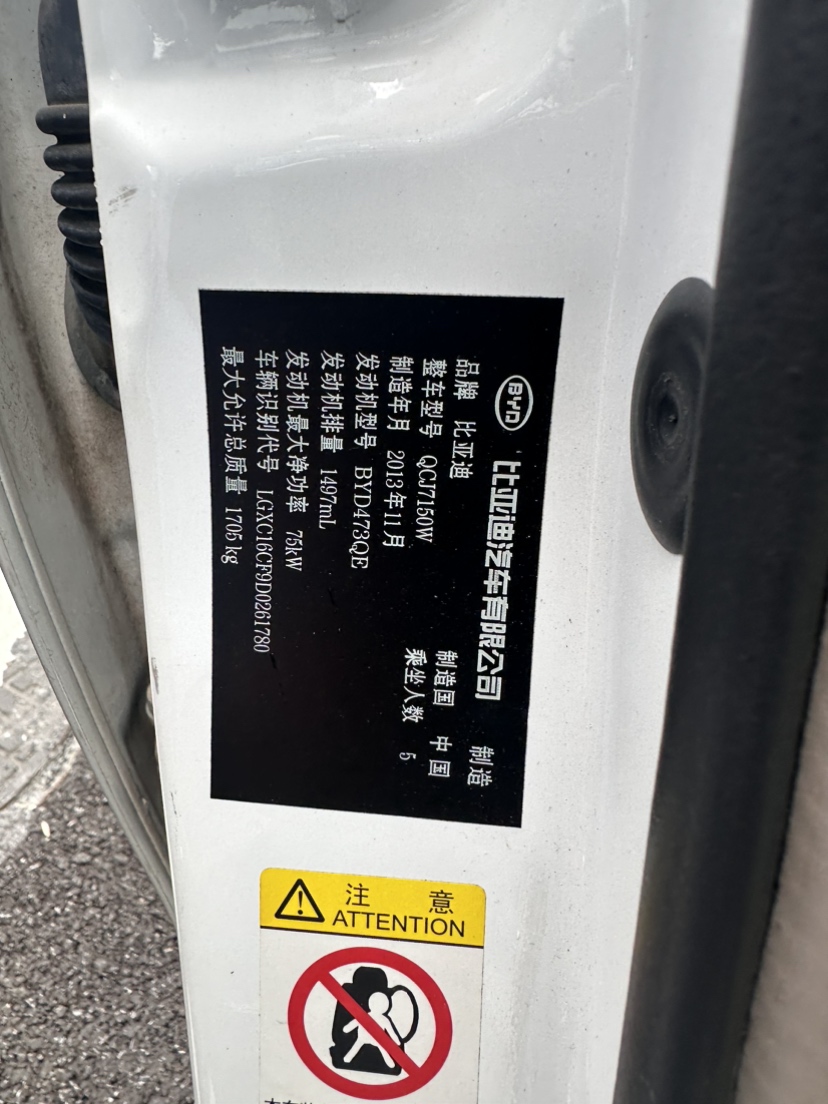 BYD 比亚迪汽车有限公司 制造
品牌 比亚迪 制造国 中国
整车型号 QCJ7150W 乘坐人数 5
制造年月 2013年11月
发动机型号 BYD473QE
发动机排量 1497mL
发动机最大净功率 75kW
车辆识别代号 LGXC16CF9D0261780
最大允许总质量 1705 kg
注 意
ATTENTION